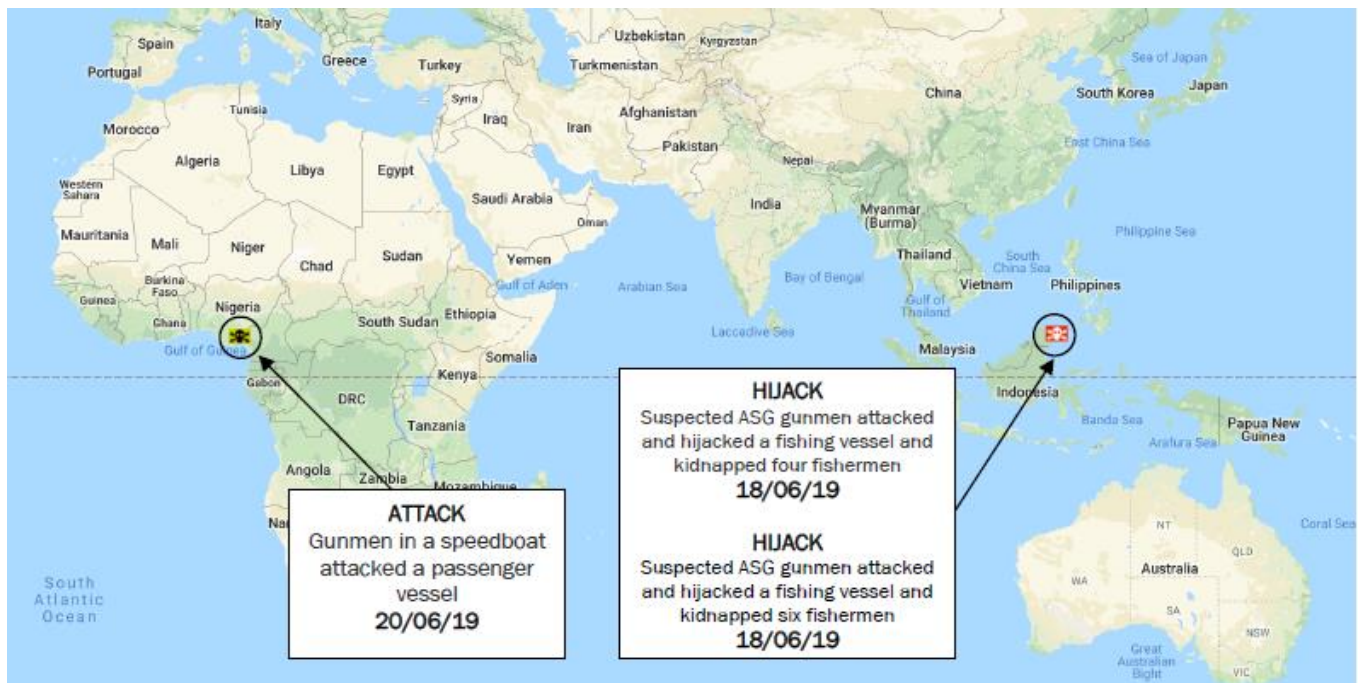 Italy
Spain
Portugal
Greece
Turkey
Uzbekistan
Kyrgyzstan
Turkmenistan
Sea of Japan
China
South Korea
Japan
Tunisia
Syria
Afghanistan
Morocco
Iraq
Iran
Algeria
Libya
Egypt
Pakistan
East China Sea
Nepal
Western
Sahara
Saudi Arabia
India
Oman
Myanmar
(Burma)
Mauritania
Mali
Niger
Chad
Sudan
Yemen
Thailand
South
China Sea
Philippine Sea
Burkina
Faso
Gulf of Aden
Arabian Sea
Bay of Bengal
Vietnam
Philippines
Guinea
Nigeria
Ghana
South Sudan
Ethiopia
Gulf of
Thailand
Laccadive Sea
Gulf of Guinea
Somalia
Malaysia
Gabon
Kenya
DRC
Indonesia
Tanzania
Banda Sea
Arafura Sea
Papua New
Guinea
Angola
Zambia
Mozambique
Na
Coral Sea
HIJACK
Suspected ASG gunmen attacked
and hijacked a fishing vessel and
kidnapped four fishermen
18/06/19
HIJACK
Suspected ASG gunmen attacked
and hijacked a fishing vessel and
kidnapped six fishermen
18/06/19
ATTACK
Gunmen in a speedboat
attacked a passenger
vessel
20/06/19
South
Atlantic
Ocean
NT
QLD
Australia
WA
SA
NSW
Great
Australian
Bight
VIC